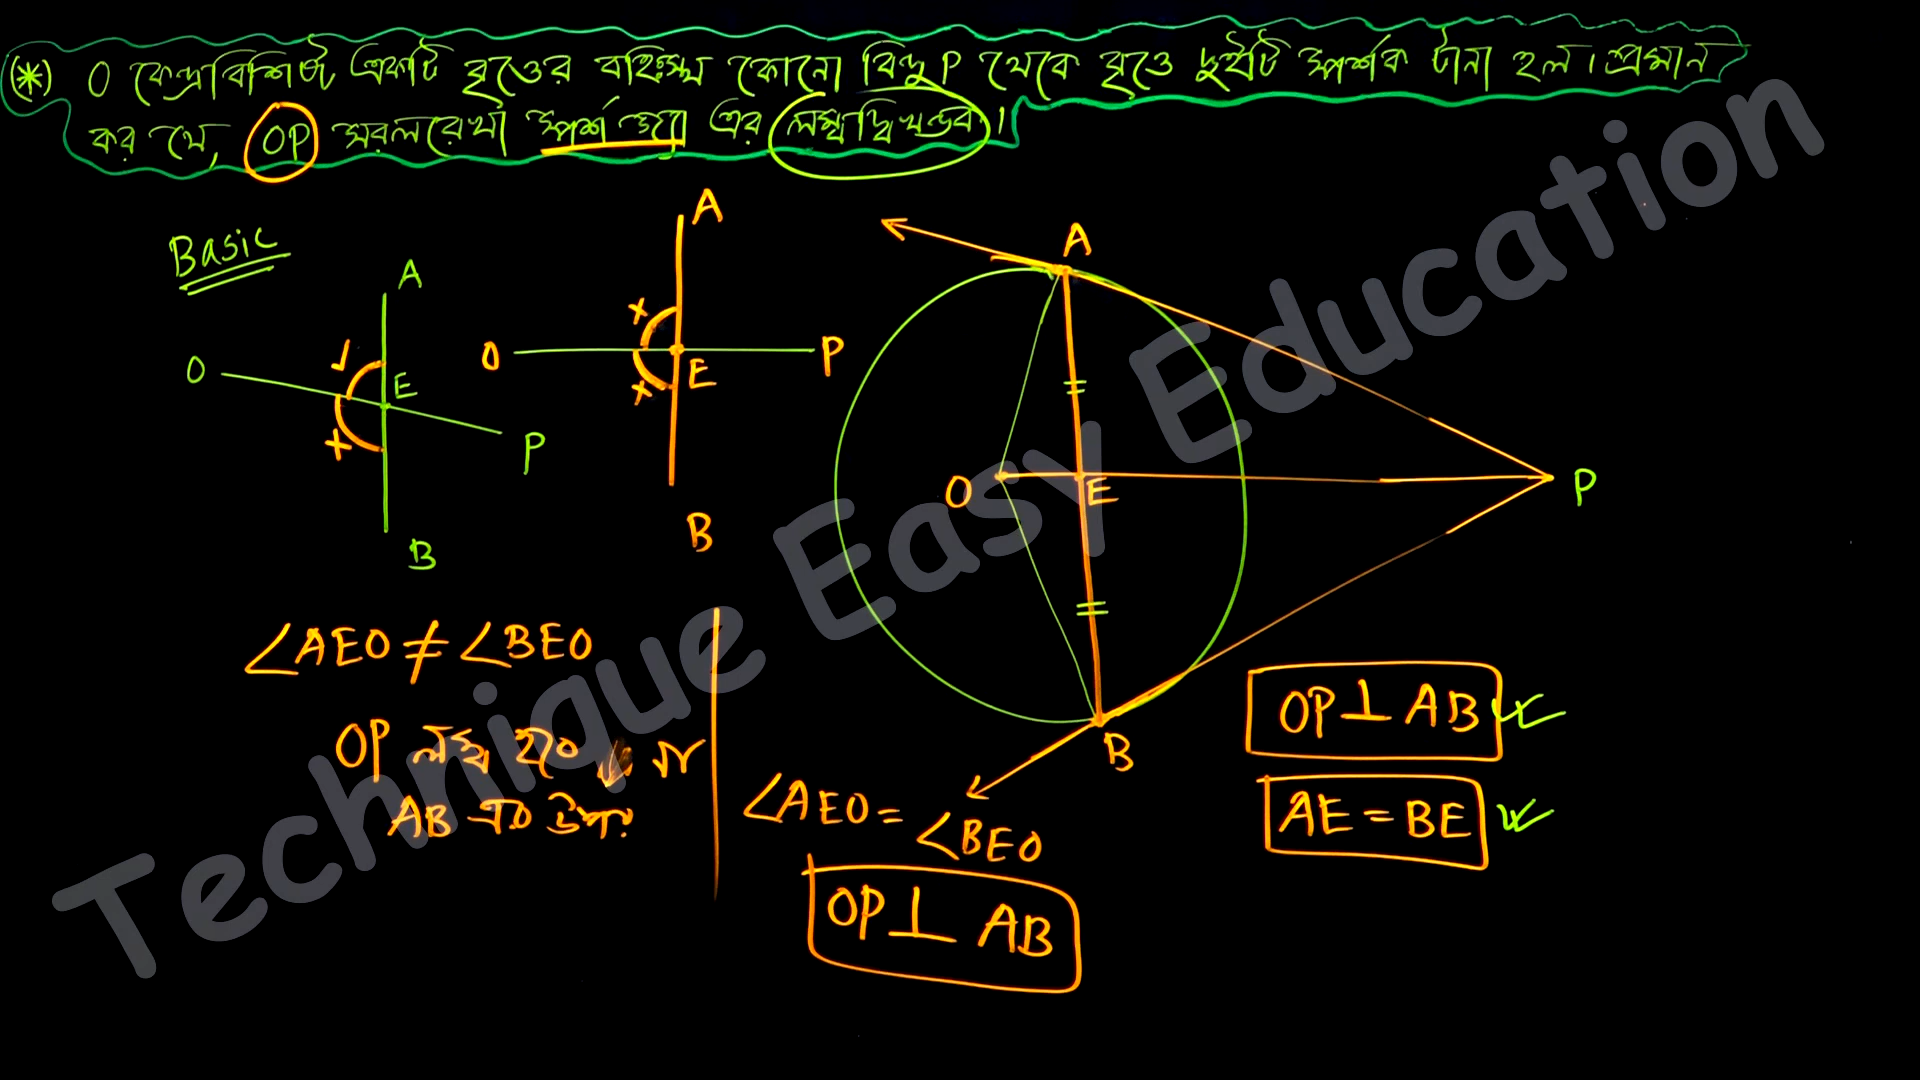 (*) O কেন্দ্রবিশিষ্ট একটি বৃত্তের বহিঃস্থ কোনো বিন্দু P থেকে বৃত্তে দুইটি স্পর্শক টানা হল। প্রমান
কর যে, OP সরলরেখা স্পর্শ জ্যা এর লম্বদ্বিখন্ডক।
Basic
A
O
E
P
B
A
O
E
P
B
A
O
E
P
B
∠AEO ≠ ∠BEO
OP লম্ব হবে না
AB এর উপর
∠AEO =
∠BEO
OP ⊥ AB
OP ⊥ AB
AE = BE
Technique Easy Education